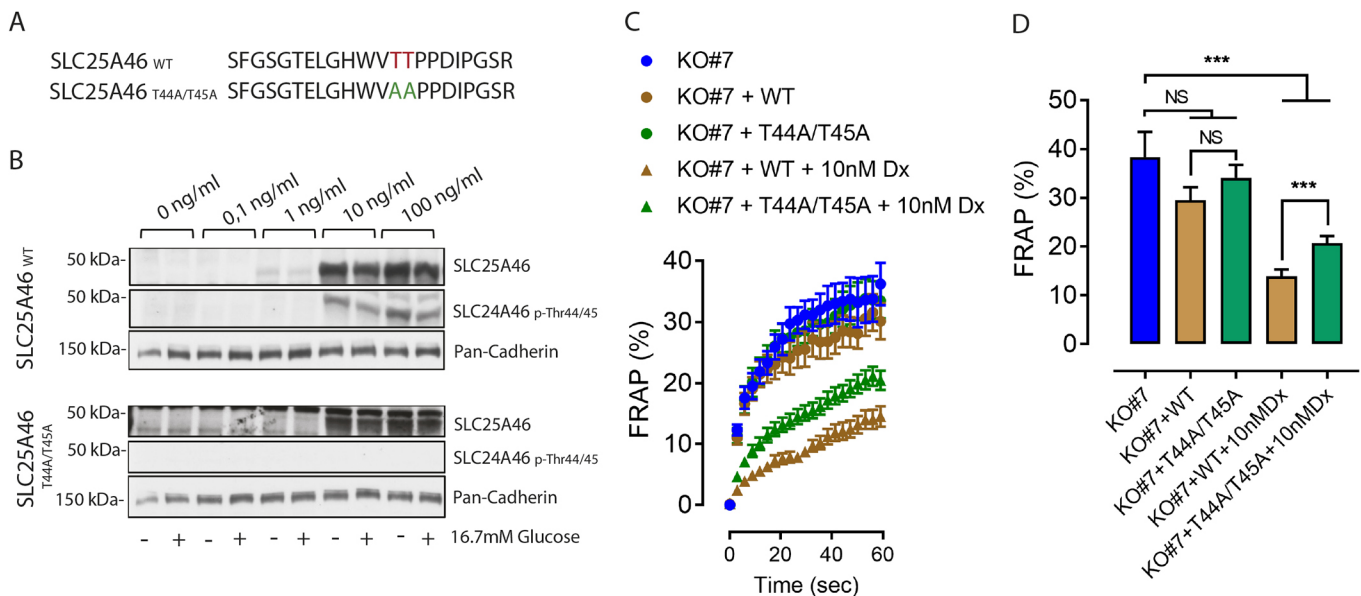 A
SLC25A46 WT SFGSGTELGHWVTTPPDIPGSR
SLC25A46 T44A/T45A SFGSGTELGHWVAAPPDIPGSR
B
0 ng/ml
0,1 ng/ml
1 ng/ml
10 ng/ml
100 ng/ml
SLC25A46 WT
50 kDa-
SLC25A46
50 kDa-
SLC24A46 p-Thr44/45
150 kDa-
Pan-Cadherin
SLC25A46 T44A/T45A
50 kDa-
SLC25A46
50 kDa-
SLC24A46 p-Thr44/45
150 kDa-
Pan-Cadherin
- + - + - + - + - + 16.7mM Glucose
C
KO#7
KO#7 + WT
KO#7 + T44A/T45A
KO#7 + WT + 10nM Dx
KO#7 + T44A/T45A + 10nM Dx
FRAP (%)
40
30
20
10
0
0 20 40 60
Time (sec)
D
***
NS
NS
***
FRAP (%)
50
40
30
20
10
0
KO#7
KO#7+WT
KO#7+T44A/T45A
KO#7+WT+10nMDx
KO#7+T44A/T45A+10nMDx